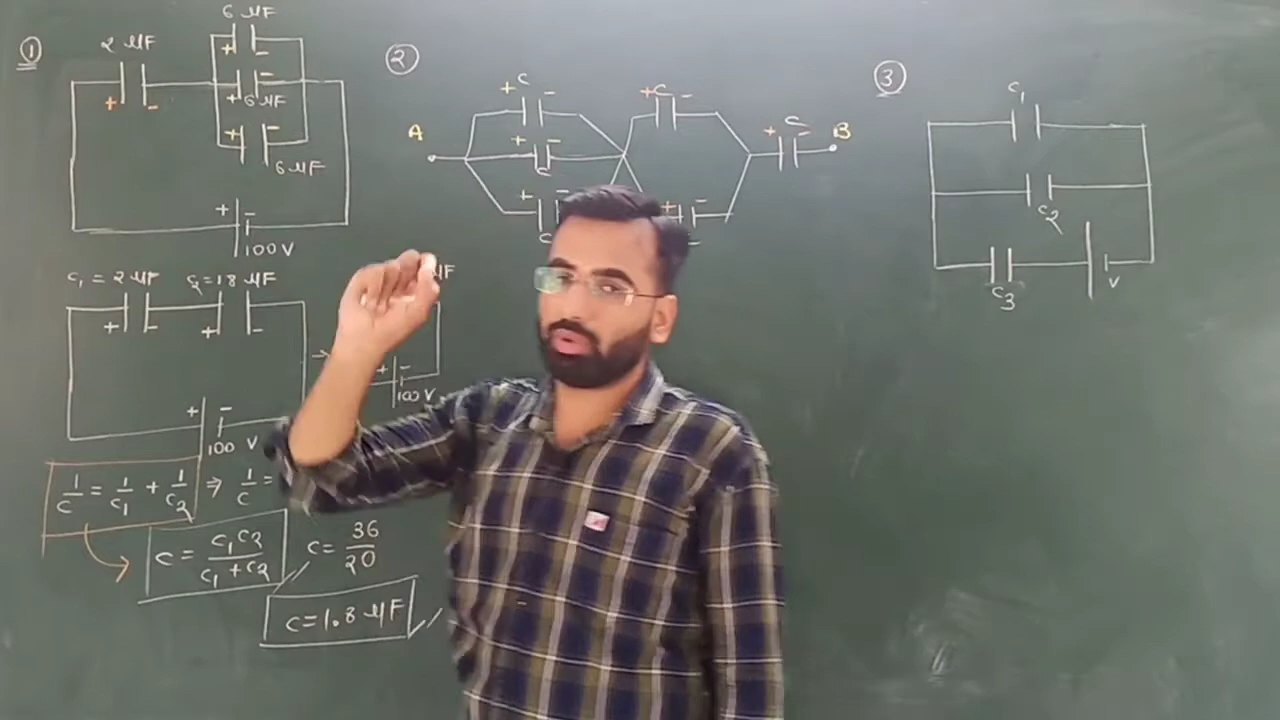 ①
2 μF
6 μF
+ -
+ -
+ -
6 μF
+ -
6 μF
+ -
100 V
C₁ = 2 μF C₂ = 18 μF
+ - + -
+ -
100 V
μF
+ -
100 V
1/C = 1/C₁ + 1/C₂ ⇒ 1/C =
C = C₁C₂/C₁+C₂
C = 36/20
C = 1.8 μF
②
A
+ C -
+ -
C
+
C
+ C -
+ -
+ C -
B
③
C₁
C₂
C₃
V